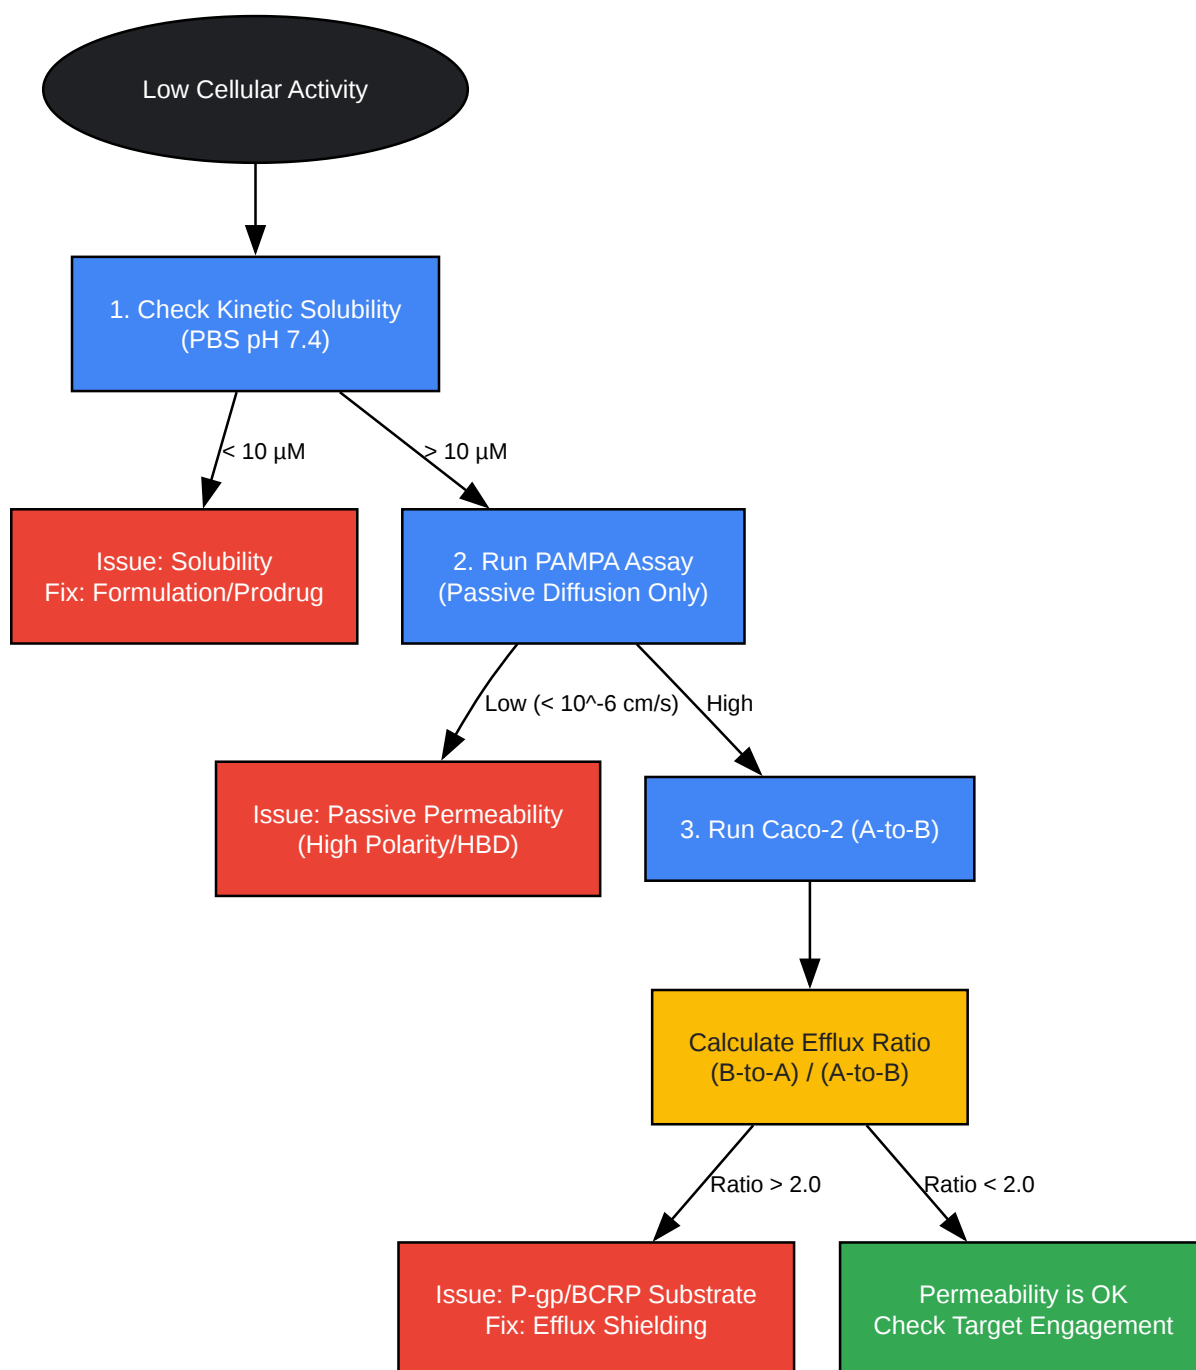 Low Cellular Activity
1. Check Kinetic Solubility
(PBS pH 7.4)
< 10 µM
> 10 µM
Issue: Solubility
Fix: Formulation/Prodrug
2. Run PAMPA Assay
(Passive Diffusion Only)
Low (< 10^-6 cm/s)
High
Issue: Passive Permeability
(High Polarity/HBD)
3. Run Caco-2 (A-to-B)
Calculate Efflux Ratio
(B-to-A) / (A-to-B)
Ratio > 2.0
Ratio < 2.0
Issue: P-gp/BCRP Substrate
Fix: Efflux Shielding
Permeability is OK
Check Target Engagement